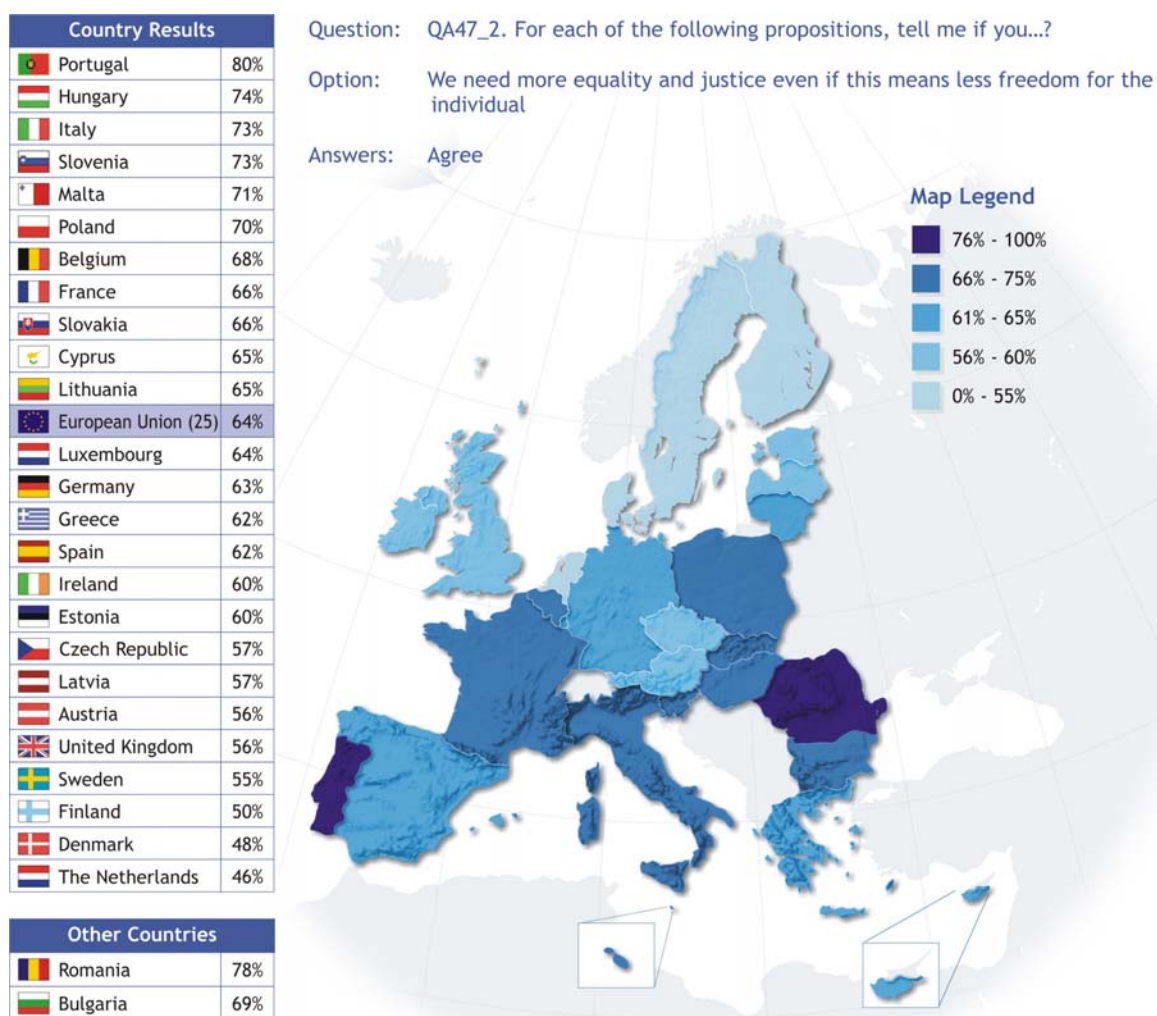 Country Results
Portugal 80%
Hungary 74%
Italy 73%
Slovenia 73%
Malta 71%
Poland 70%
Belgium 68%
France 66%
Slovakia 66%
Cyprus 65%
Lithuania 65%
European Union (25) 64%
Luxembourg 64%
Germany 63%
Greece 62%
Spain 62%
Ireland 60%
Estonia 60%
Czech Republic 57%
Latvia 57%
Austria 56%
United Kingdom 56%
Sweden 55%
Finland 50%
Denmark 48%
The Netherlands 46%
Other Countries
Romania 78%
Bulgaria 69%
Question: QA47_2. For each of the following propositions, tell me if you...?
Option: We need more equality and justice even if this means less freedom for the
individual
Answers: Agree
Map Legend
76% - 100%
66% - 75%
61% - 65%
56% - 60%
0% - 55%